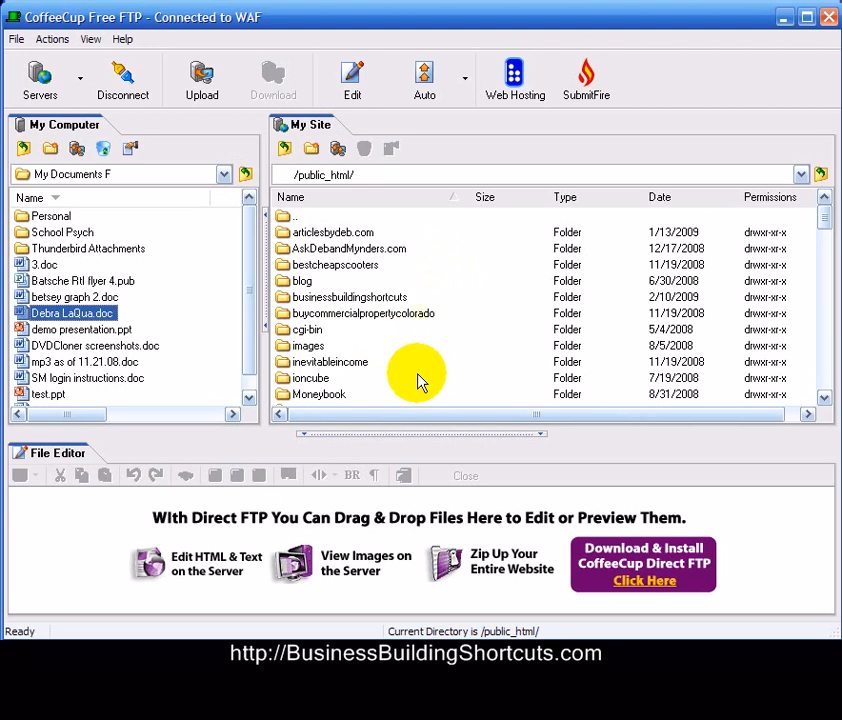 CoffeeCup Free FTP - Connected to WAF
File Actions View Help
Servers Disconnect Upload Download Edit Auto Web Hosting SubmitFire
My Computer
My Documents F
Name
Personal
School Psych
Thunderbird Attachments
3.doc
Batsche RtI flyer 4.pub
betsey graph 2.doc
Debra LaQua.doc
demo presentation.ppt
DVDCloner screenshots.doc
mp3 as of 11.21.08.doc
SM login instructions.doc
test.ppt
My Site
/public_html/
Name Size Type Date Permissions
..
articlesbydeb.com Folder 1/13/2009 drwxr-xr-x
AskDebandMynders.com Folder 12/17/2008 drwxr-xr-x
bestcheapscooters Folder 11/19/2008 drwxr-xr-x
blog Folder 6/30/2008 drwxr-xr-x
businessbuildingshortcuts Folder 2/10/2009 drwxr-xr-x
buycommercialpropertycolorado Folder 11/19/2008 drwxr-xr-x
cgi-bin Folder 5/4/2008 drwxr-xr-x
images Folder 8/5/2008 drwxr-xr-x
inevitableincome Folder 11/19/2008 drwxr-xr-x
ioncube Folder 7/19/2008 drwxr-xr-x
Moneybook Folder 8/31/2008 drwxr-xr-x
File Editor
BR ¶ Close
WIth Direct FTP You Can Drag & Drop Files Here to Edit or Preview Them.
Edit HTML & Text
on the Server
View Images on
the Server
Zip Up Your
Entire Website
Download & Install
CoffeeCup Direct FTP
Click Here
Ready Current Directory is /public_html/
http://BusinessBuildingShortcuts.com